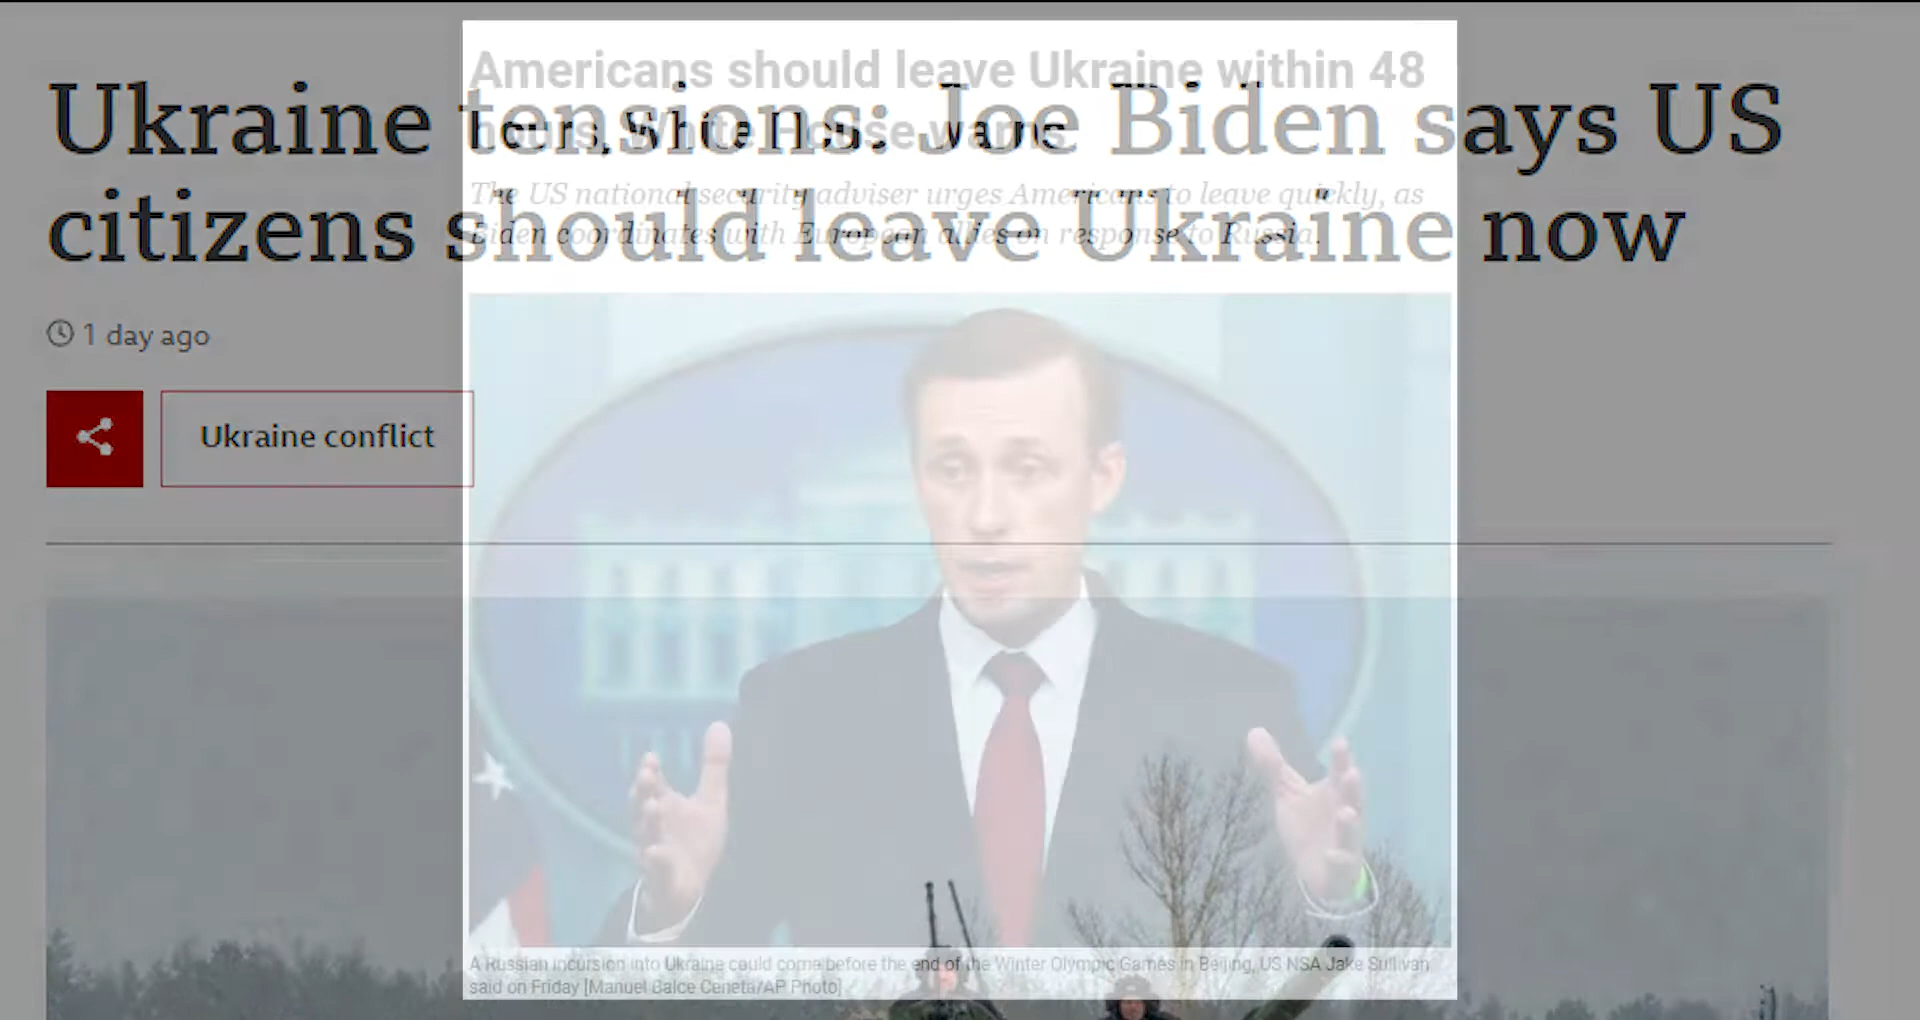 Ukraine tensions: Joe Biden says US
citizens should leave Ukraine now
1 day ago
Ukraine conflict
Americans should leave Ukraine within 48
hours, White House warns
The US national security adviser urges Americans to leave quickly, as
Biden coordinates with European allies on response to Russia.
A Russian incursion into Ukraine could come before the end of the Winter Olympic Games in Beijing, US NSA Jake Sullivan
said on Friday [Manuel Balce Ceneta/AP Photo]